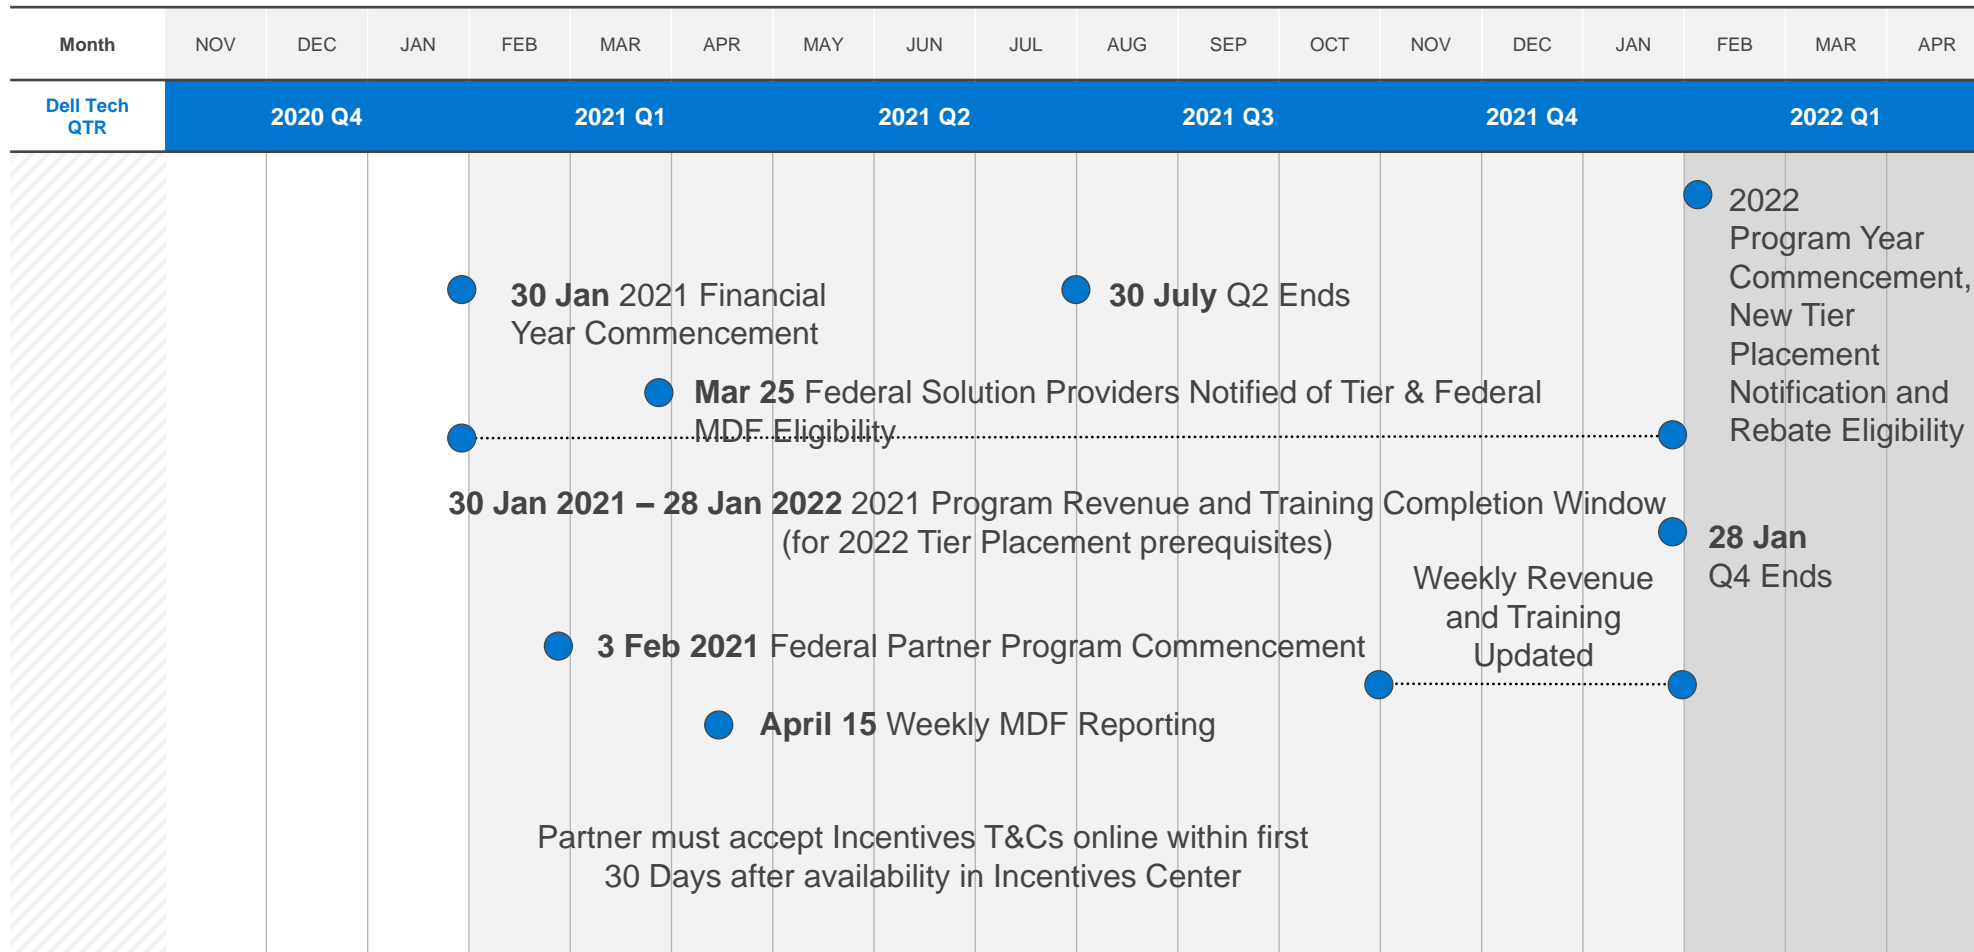 Month NOV DEC JAN FEB MAR APR MAY JUN JUL AUG SEP OCT NOV DEC JAN FEB MAR APR
Dell Tech
QTR
2020 Q4 2021 Q1 2021 Q2 2021 Q3 2021 Q4 2022 Q1
2022
Program Year
Commencement,
New Tier
Placement
Notification and
Rebate Eligibility
30 Jan 2021 Financial
Year Commencement
30 July Q2 Ends
Mar 25 Federal Solution Providers Notified of Tier & Federal
MDF Eligibility
30 Jan 2021 – 28 Jan 2022 2021 Program Revenue and Training Completion Window
(for 2022 Tier Placement prerequisites)
28 Jan
Q4 Ends
Weekly Revenue
and Training
Updated
3 Feb 2021 Federal Partner Program Commencement
April 15 Weekly MDF Reporting
Partner must accept Incentives T&Cs online within first
30 Days after availability in Incentives Center